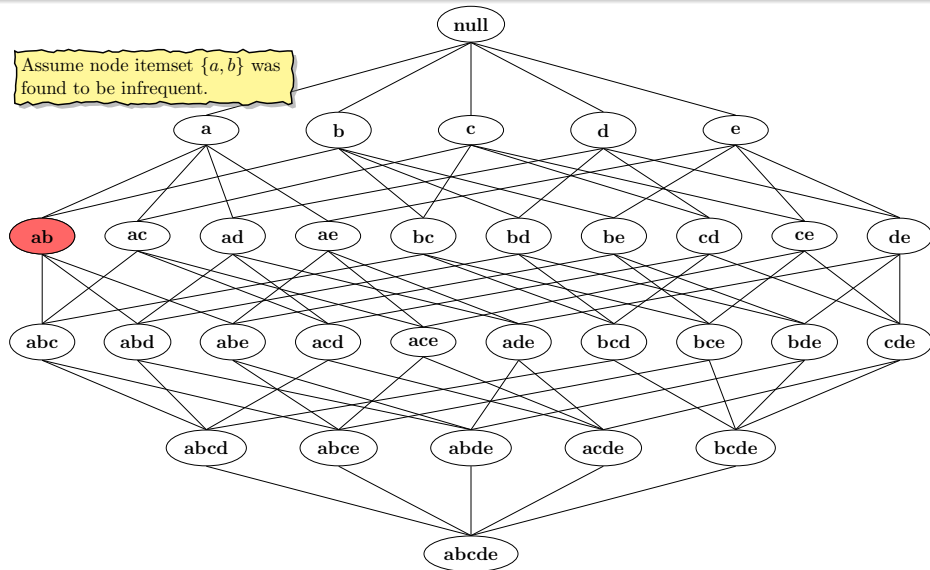 null
Assume node itemset {a, b} was
found to be infrequent.
a b c d e
ab ac ad ae bc bd be cd ce de
abc abd abe acd ace ade bcd bce bde cde
abcd abce abde acde bcde
abcde